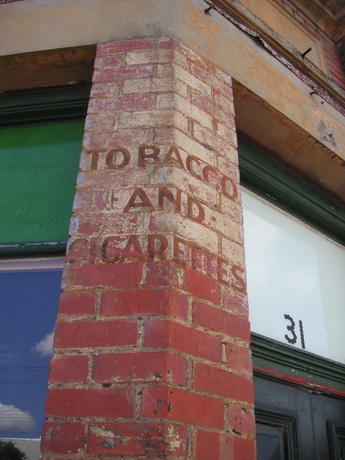 TOBACCO
AND
CIGARETTES
31